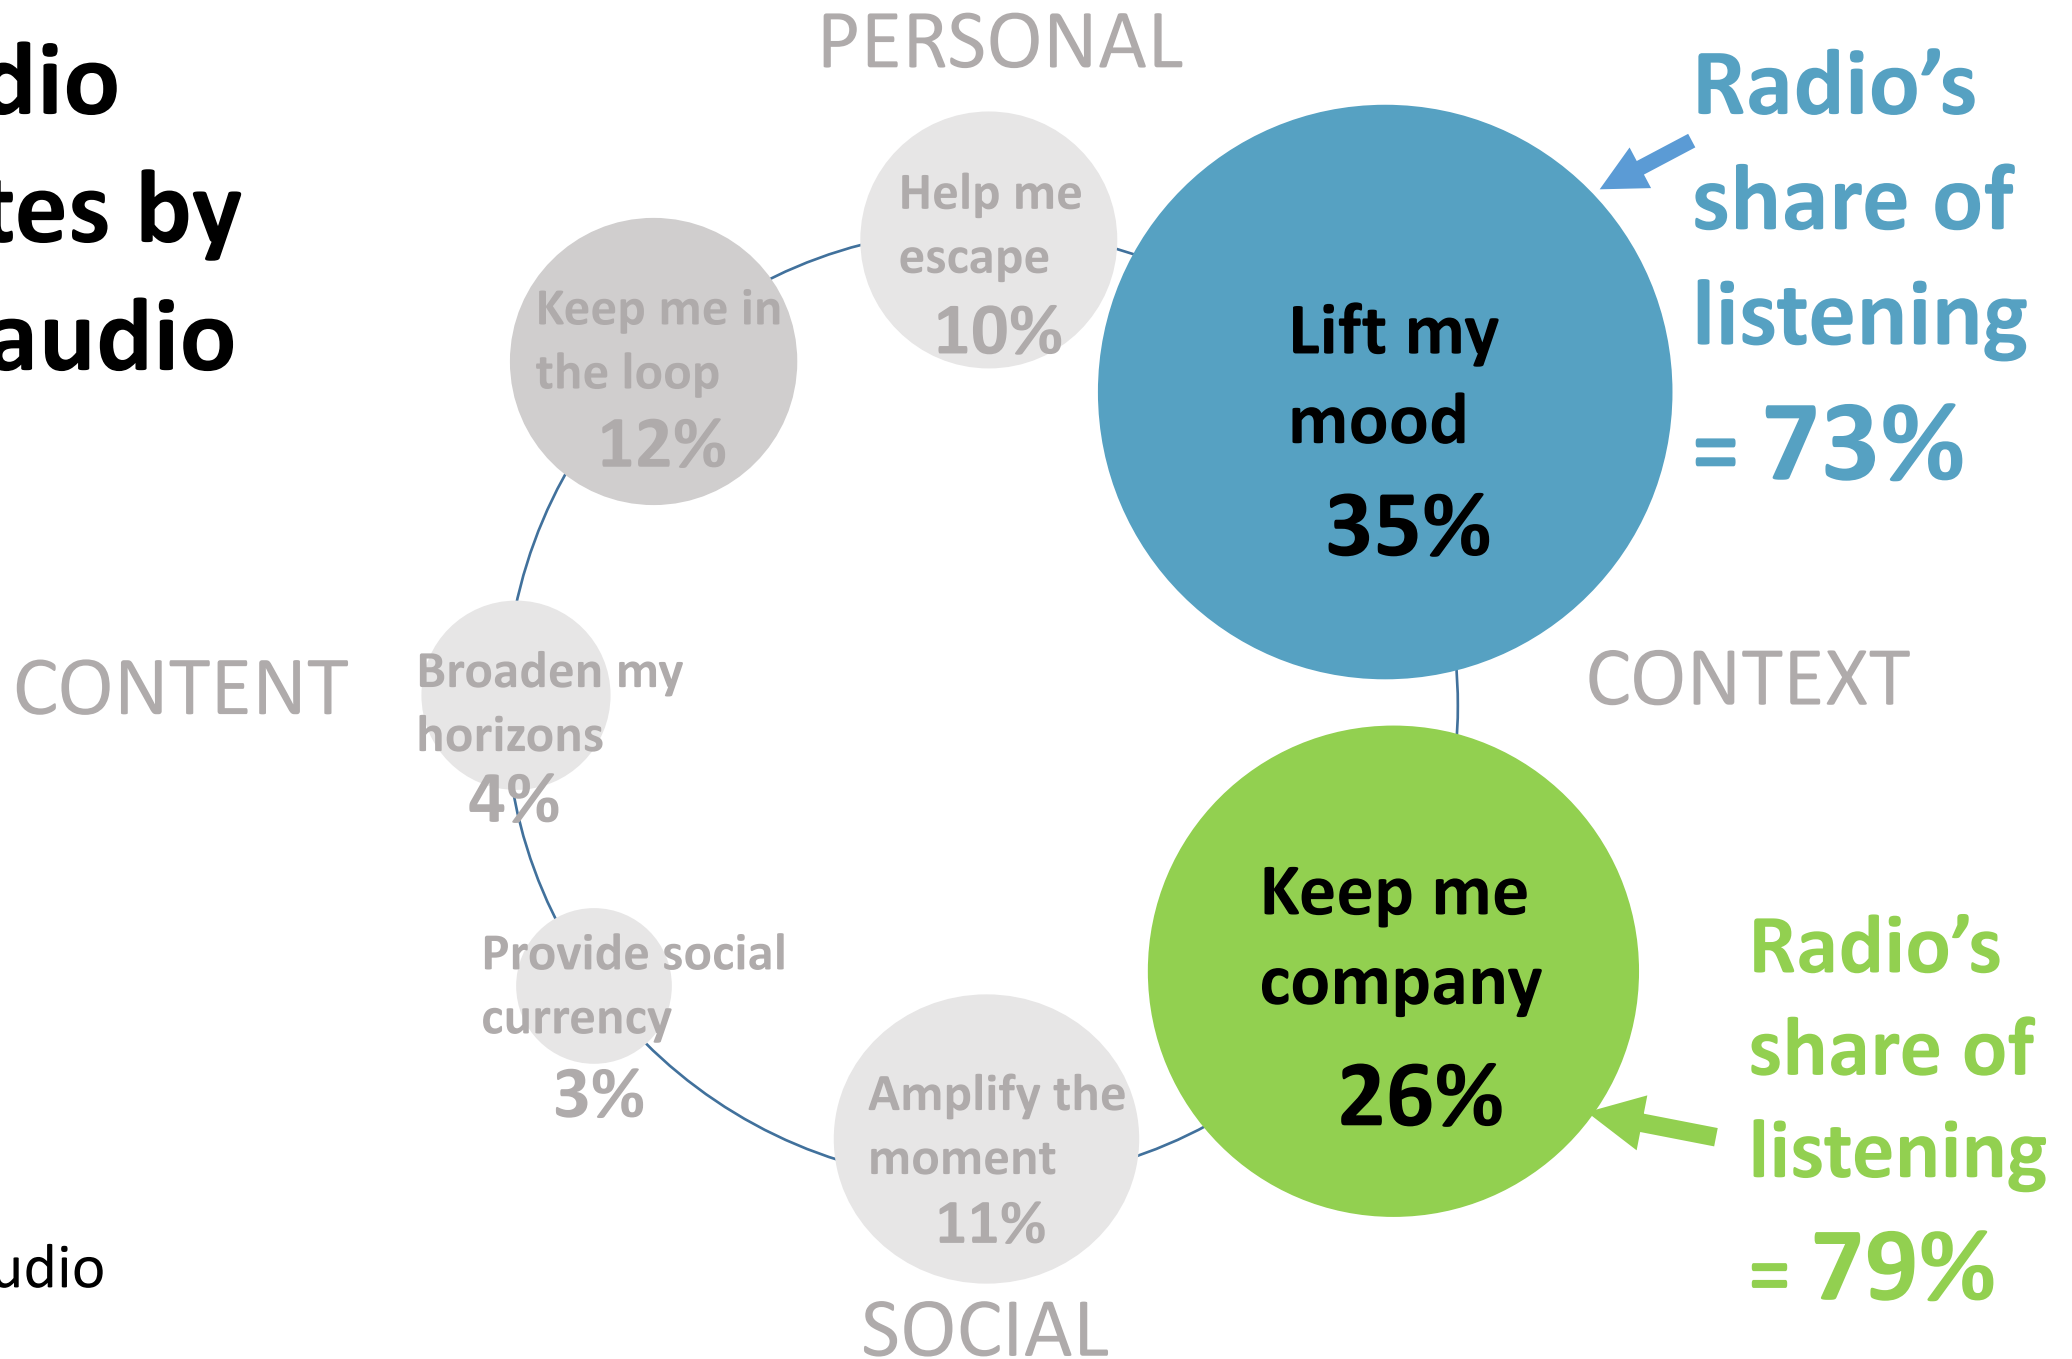 dio
tes by
audio
PERSONAL
Radio's
share of
listening
= 73%
Help me
escape
10%
Keep me in
the loop
12%
Lift my
mood
35%
CONTENT
Broaden my
horizons
4%
CONTEXT
Keep me
company
26%
Provide social
currency
3%
Amplify the
moment
11%
Radio's
share of
listening
= 79%
udio
SOCIAL